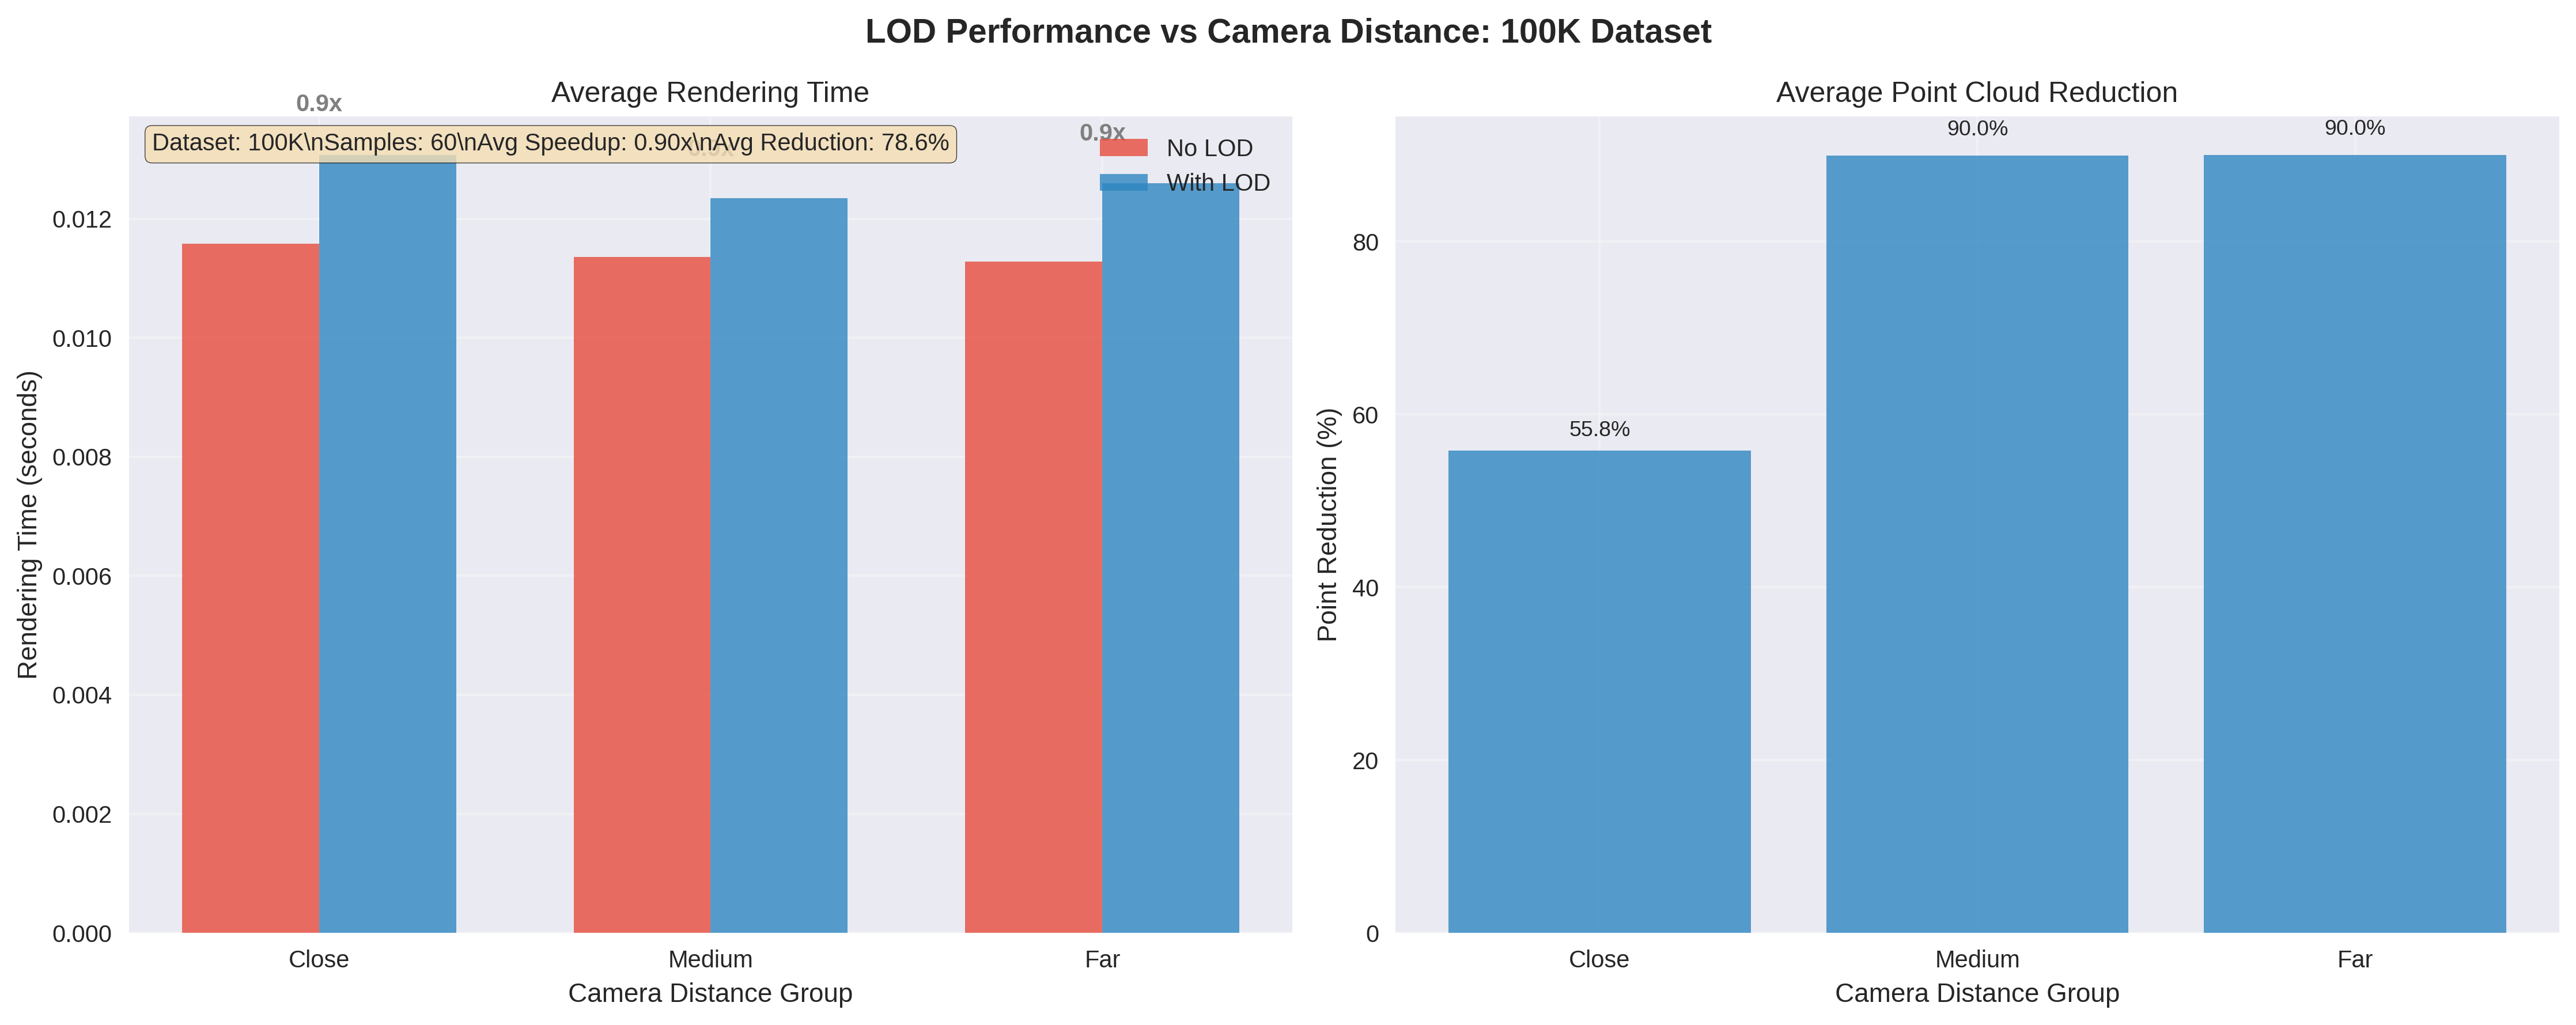 LOD Performance vs Camera Distance: 100K Dataset
Average Rendering Time
0.9x
Dataset: 100K\nSamples: 60\nAvg Speedup: 0.90x\nAvg Reduction: 78.6%
0.9x
No LOD
With LOD
0.012
0.010
0.008
0.006
0.004
0.002
0.000
Rendering Time (seconds)
Close
Medium
Far
Camera Distance Group
Average Point Cloud Reduction
90.0%
90.0%
55.8%
80
60
40
20
0
Point Reduction (%)
Close
Medium
Far
Camera Distance Group